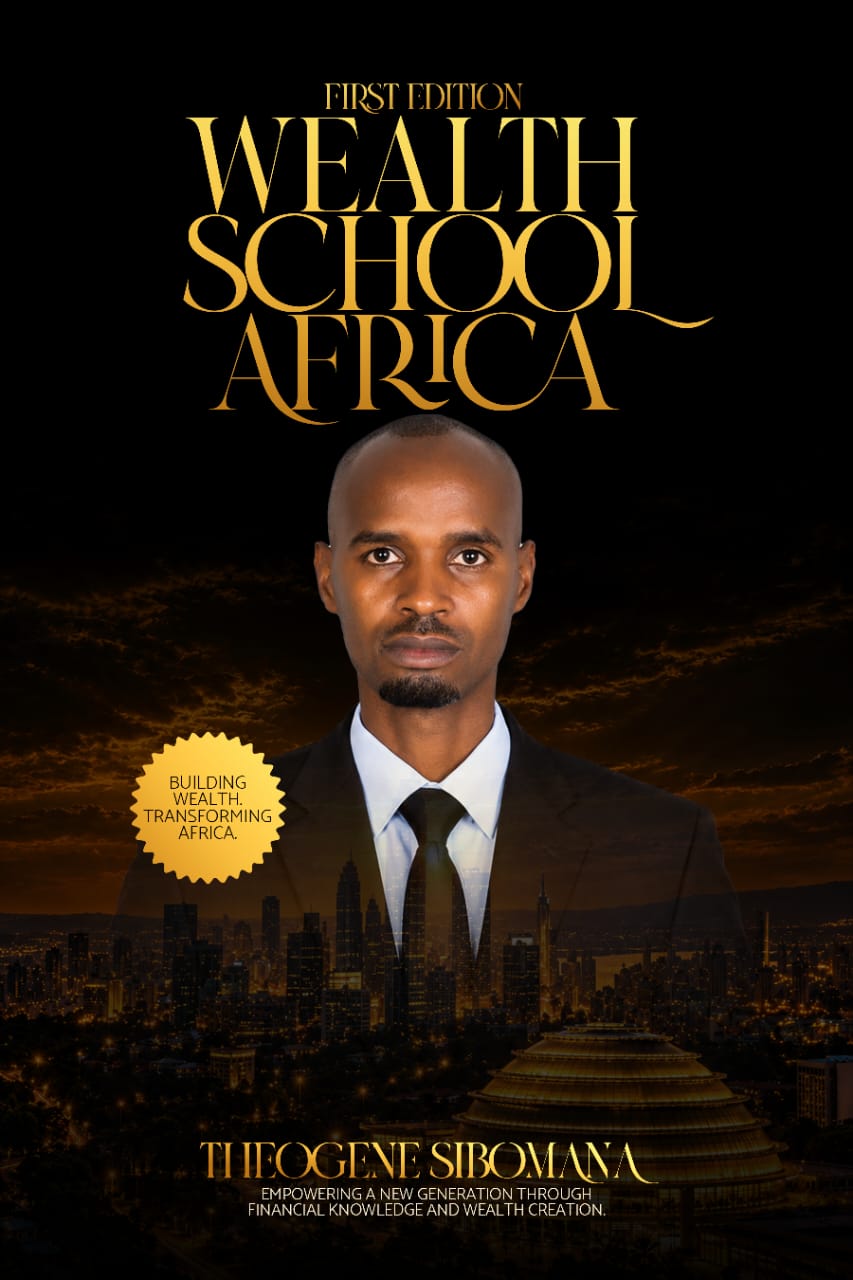 FIRST EDITION
WEALTH
SCHOOL
AFRICA
BUILDING
WEALTH.
TRANSFORMING
AFRICA.
THEOGENE SIBOMANA
EMPOWERING A NEW GENERATION THROUGH
FINANCIAL KNOWLEDGE AND WEALTH CREATION.